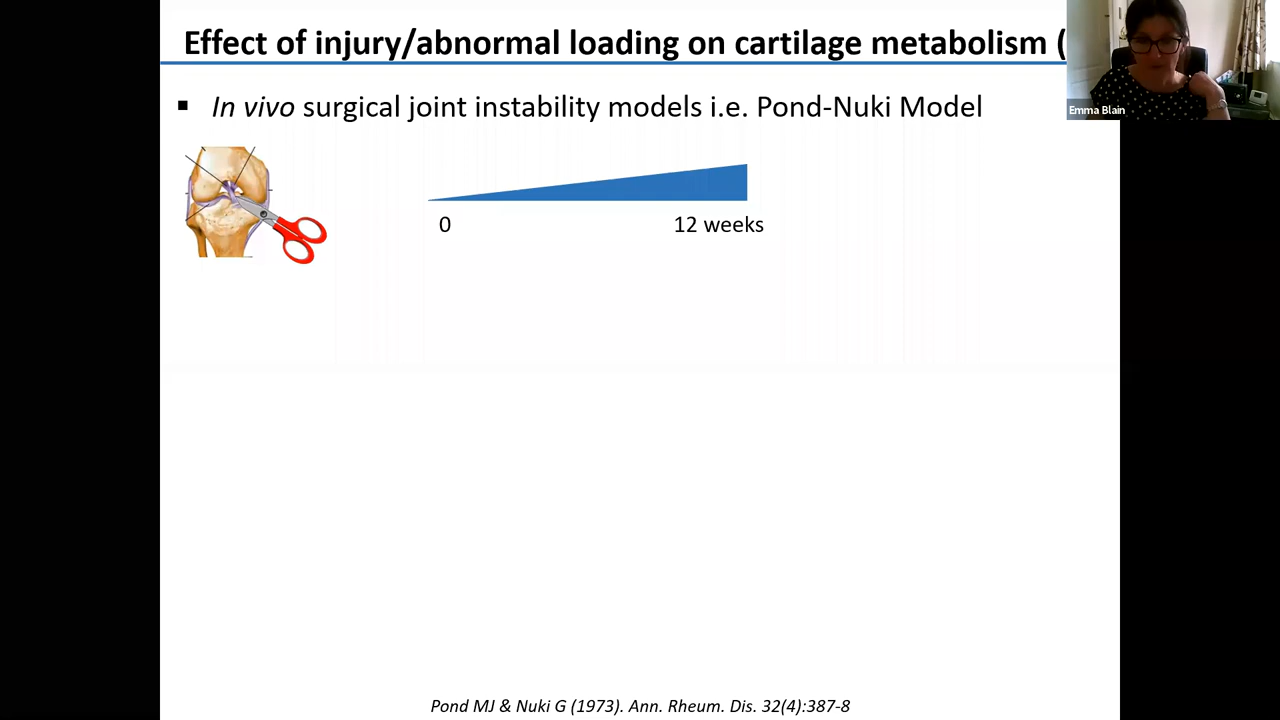 Effect of injury/abnormal loading on cartilage metabolism (
Emma Blain
▪ In vivo surgical joint instability models i.e. Pond-Nuki Model
0 12 weeks
Pond MJ & Nuki G (1973). Ann. Rheum. Dis. 32(4):387-8